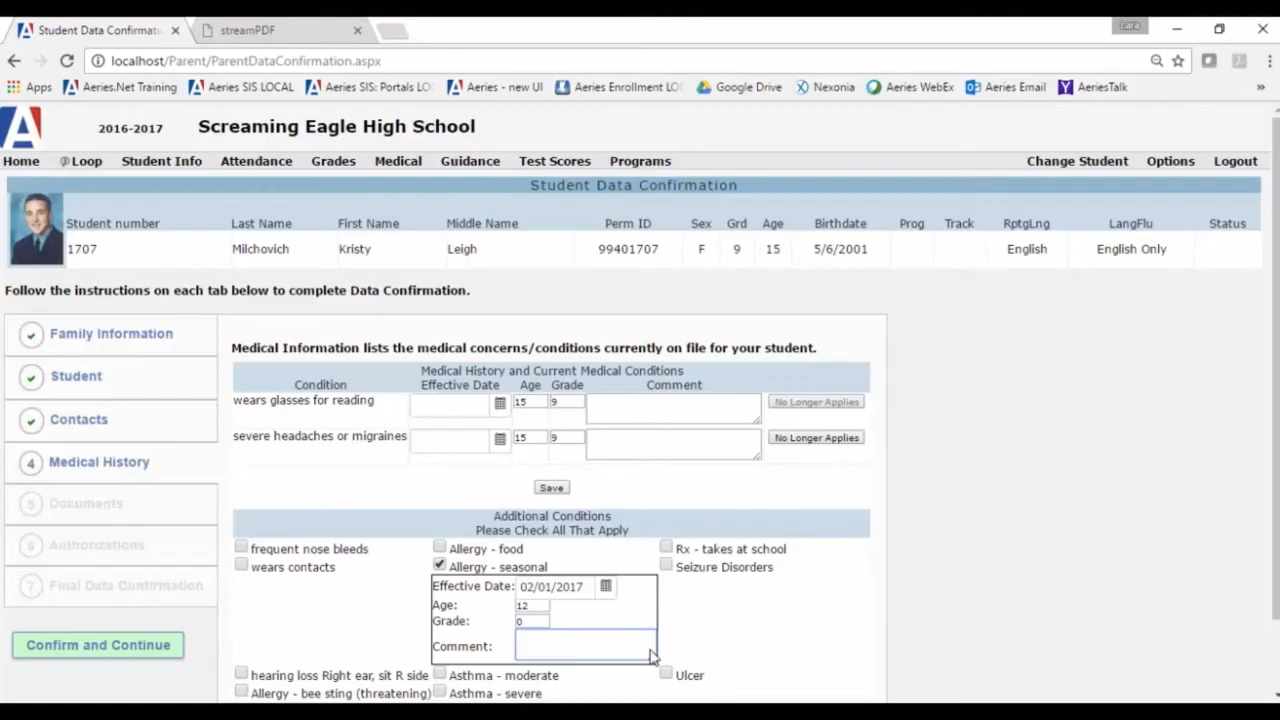 Student Data Confirmati
streamPDF
Lara
localhost/Parent/ParentDataConfirmation.aspx
Apps Aeries.Net Training Aeries SIS LOCAL Aeries SIS: Portals LO Aeries - new UI Aeries Enrollment LO Google Drive Nexonia Aeries WebEx Aeries Email AeriesTalk »
2016-2017 Screaming Eagle High School
Home Loop Student Info Attendance Grades Medical Guidance Test Scores Programs Change Student Options Logout
Student Data Confirmation
Student number Last Name First Name Middle Name Perm ID Sex Grd Age Birthdate Prog Track RptgLng LangFlu Status
1707 Milchovich Kristy Leigh 99401707 F 9 15 5/6/2001 English English Only
Follow the instructions on each tab below to complete Data Confirmation.
Family Information
Student
Contacts
4 Medical History
5 Documents
6 Authorizations
7 Final Data Confirmation
Confirm and Continue
Medical Information lists the medical concerns/conditions currently on file for your student.
Medical History and Current Medical Conditions
Condition Effective Date Age Grade Comment
wears glasses for reading 15 9 No Longer Applies
severe headaches or migraines 15 9 No Longer Applies
Save
Additional Conditions
Please Check All That Apply
frequent nose bleeds Allergy - food Rx - takes at school
wears contacts Allergy - seasonal Seizure Disorders
Effective Date: 02/01/2017
Age: 12
Grade: 0
Comment:
hearing loss Right ear, sit R side Asthma - moderate Ulcer
Allergy - bee sting (threatening) Asthma - severe